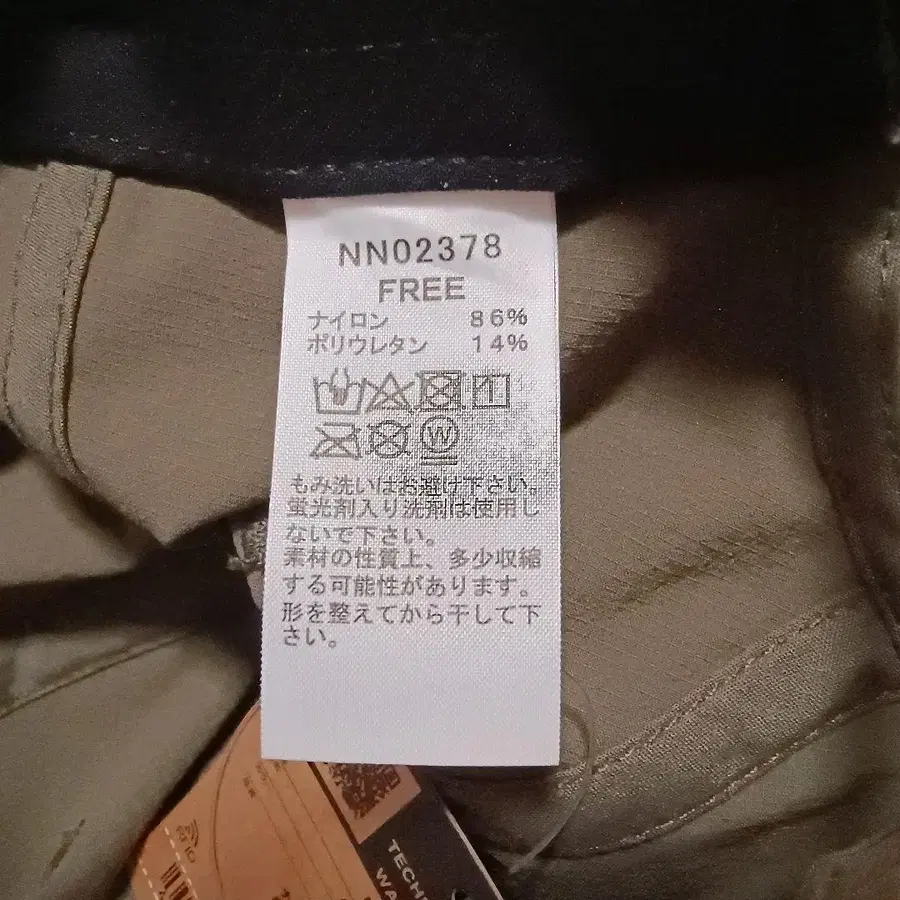 NN02378
FREE
ナイロン 86%
ポリウレタン 14%
W
もみ洗いはお避け下さい。
蛍光剤入り洗剤は使用し
ないで下さい。
素材の性質上、多少収縮
する可能性があります。
形を整えてから干して下
さい。